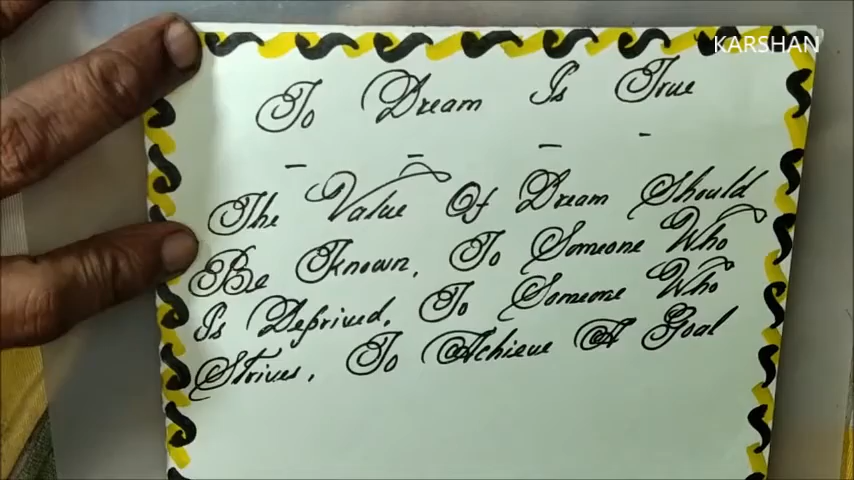 KARSHAN
To Dream Is True
The Value Of Dream Should
Be Known, To Someone Who
Is Deprived, To Someone Who
Strives, To Achieve A Goal